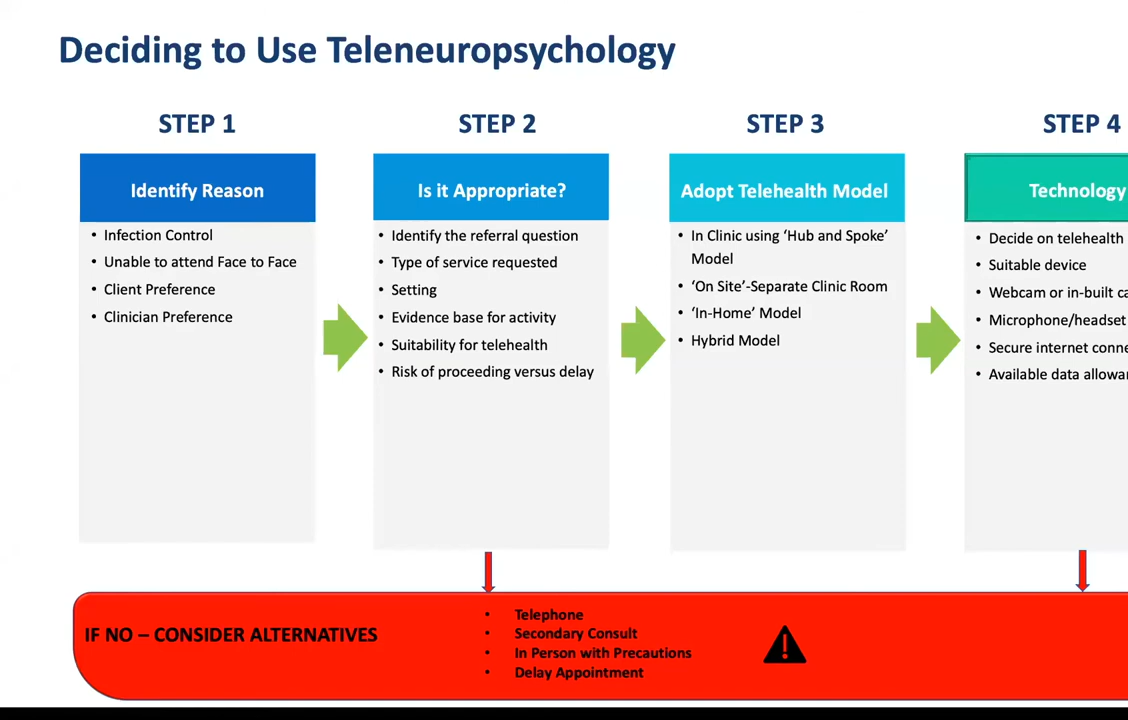 Deciding to Use Teleneuropsychology
STEP 1
Identify Reason
• Infection Control
• Unable to attend Face to Face
• Client Preference
• Clinician Preference
STEP 2
Is it Appropriate?
• Identify the referral question
• Type of service requested
• Setting
• Evidence base for activity
• Suitability for telehealth
• Risk of proceeding versus delay
STEP 3
Adopt Telehealth Model
• In Clinic using ‘Hub and Spoke’
Model
• ‘On Site’-Separate Clinic Room
• ‘In-Home’ Model
• Hybrid Model
STEP 4
Technology
• Decide on telehealth
• Suitable device
• Webcam or in-built
• Microphone/headset
• Secure internet
• Available data
IF NO – CONSIDER ALTERNATIVES
• Telephone
• Secondary Consult
• In Person with Precautions
• Delay Appointment